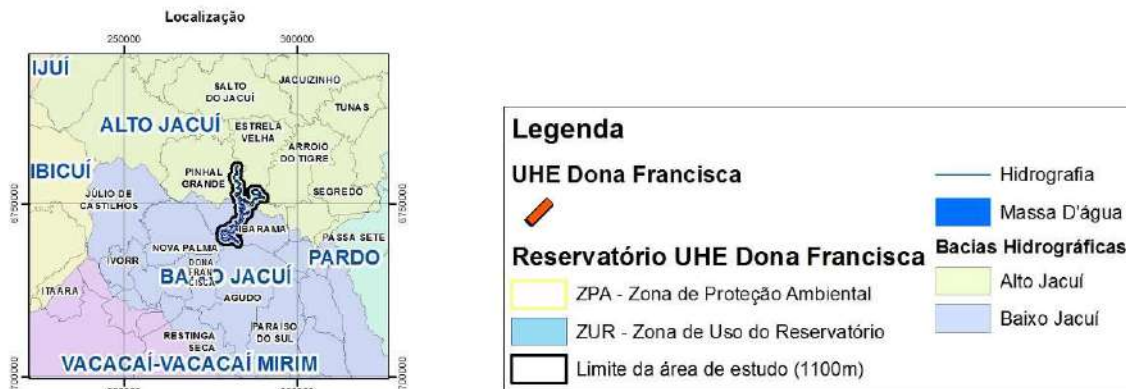 Localização
250000
300000
IJUÍ
JACUIZINHO
SALTO
DO JACUÍ
TUNAS
ALTO JACUÍ
ESTRELA
VELHA
ARROIO
DO TIGRE
IBICUÍ
PINHAL
GRANDE
JÚLIO DE
CASTILHOS
SEGREDO
6750000
6750000
IBARAMA
PASSA SETE
NOVA PALMA
PARDO
IVORR
DONA
FRAN
CISCA
BAIXO JACUÍ
ITAARA
AGUDO
RESTINGA
SECA
PARAÍSO
DO SUL
VACACAÍ-VACACAÍ MIRIM
Legenda
UHE Dona Francisca
Reservatório UHE Dona Francisca
ZPA - Zona de Proteção Ambiental
ZUR - Zona de Uso do Reservatório
Limite da área de estudo (1100m)
Hidrografia
Massa D'água
Bacias Hidrográficas
Alto Jacuí
Baixo Jacuí